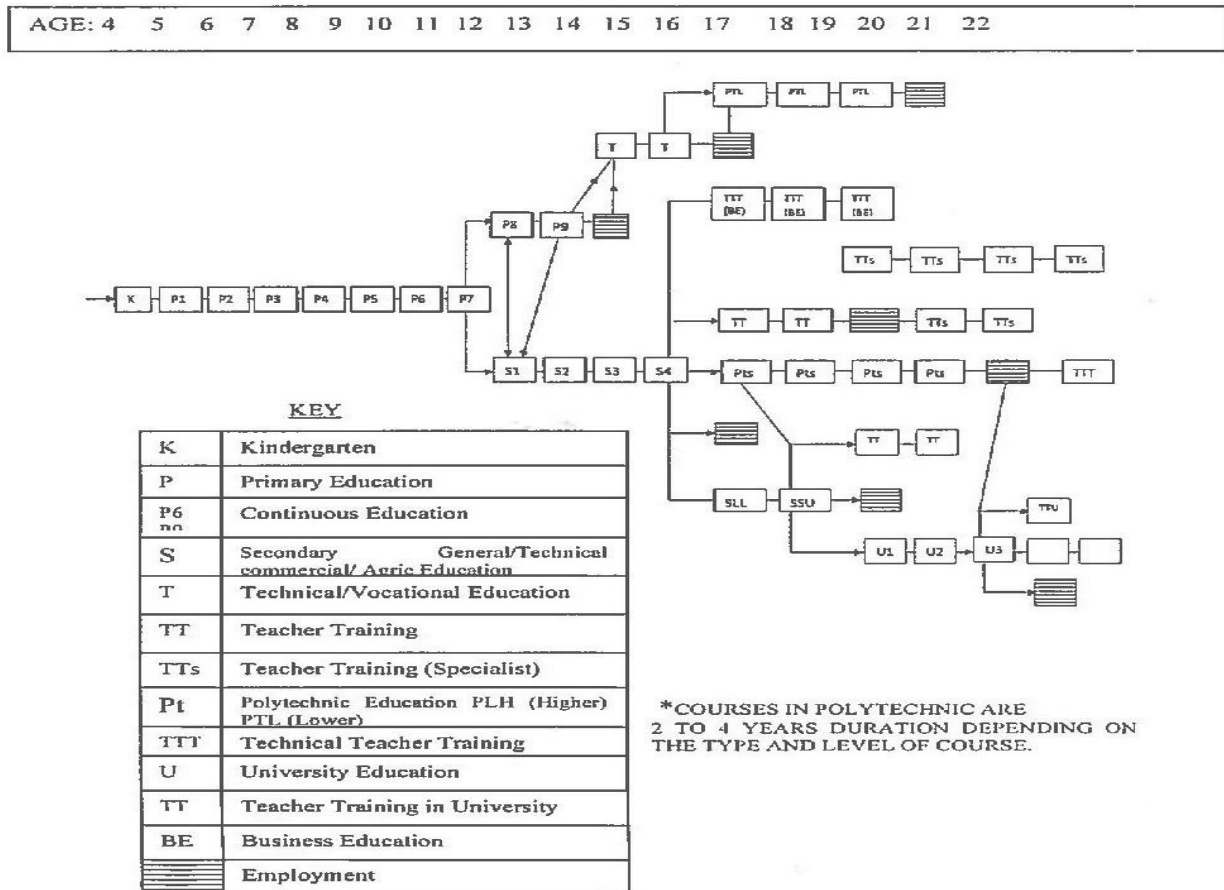 AGE: 4 5 6 7 8 9 10 11 12 13 14 15 16 17 18 19 20 21 22
PTL PTL PTL
T T
TTT (BE) TTT (BE) TTT (BE)
P8 P9
TTs TTs TTs TTs
K P1 P2 P3 P4 P5 P6 P7
TT TT TTs TTs
S1 S2 S3 S4 Pts Pts Pts Pts TTT
TT TT
SLL SSU
U1 U2 U3
KEY
K Kindergarten
P Primary Education
P6
Continuous Education
S Secondary General/Technical
commercial/ Agric Education
T Technical/Vocational Education
TT Teacher Training
TTs Teacher Training (Specialist)
Pt Polytechnic Education PLH (Higher)
PTL (Lower)
TTT Technical Teacher Training
U University Education
TT Teacher Training in University
BE Business Education
Employment
*COURSES IN POLYTECHNIC ARE
2 TO 4 YEARS DURATION DEPENDING ON
THE TYPE AND LEVEL OF COURSE.